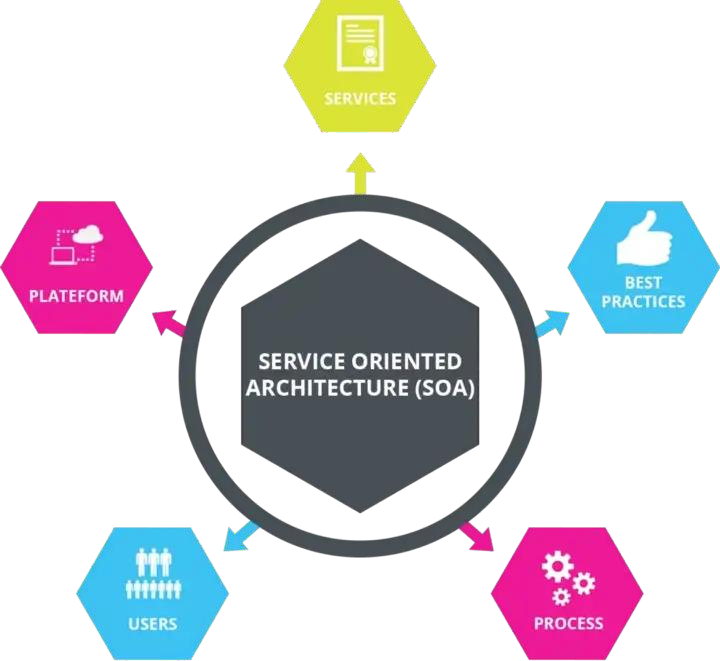 SERVICES
PLATEFORM
BEST
PRACTICES
SERVICE ORIENTED
ARCHITECTURE (SOA)
USERS
PROCESS